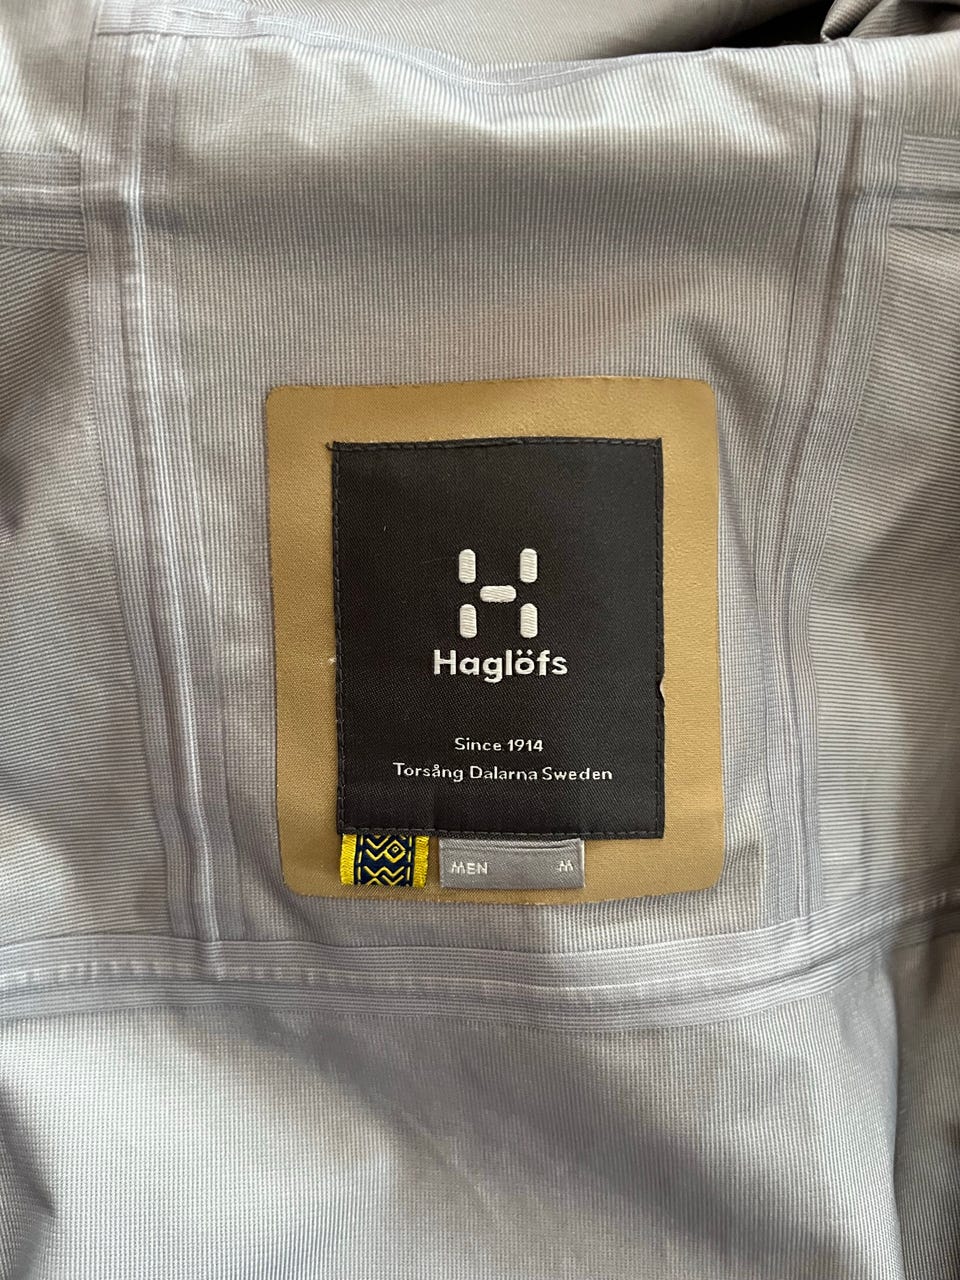 Haglöfs
Since 1914
Torsång Dalarna Sweden
MEN M